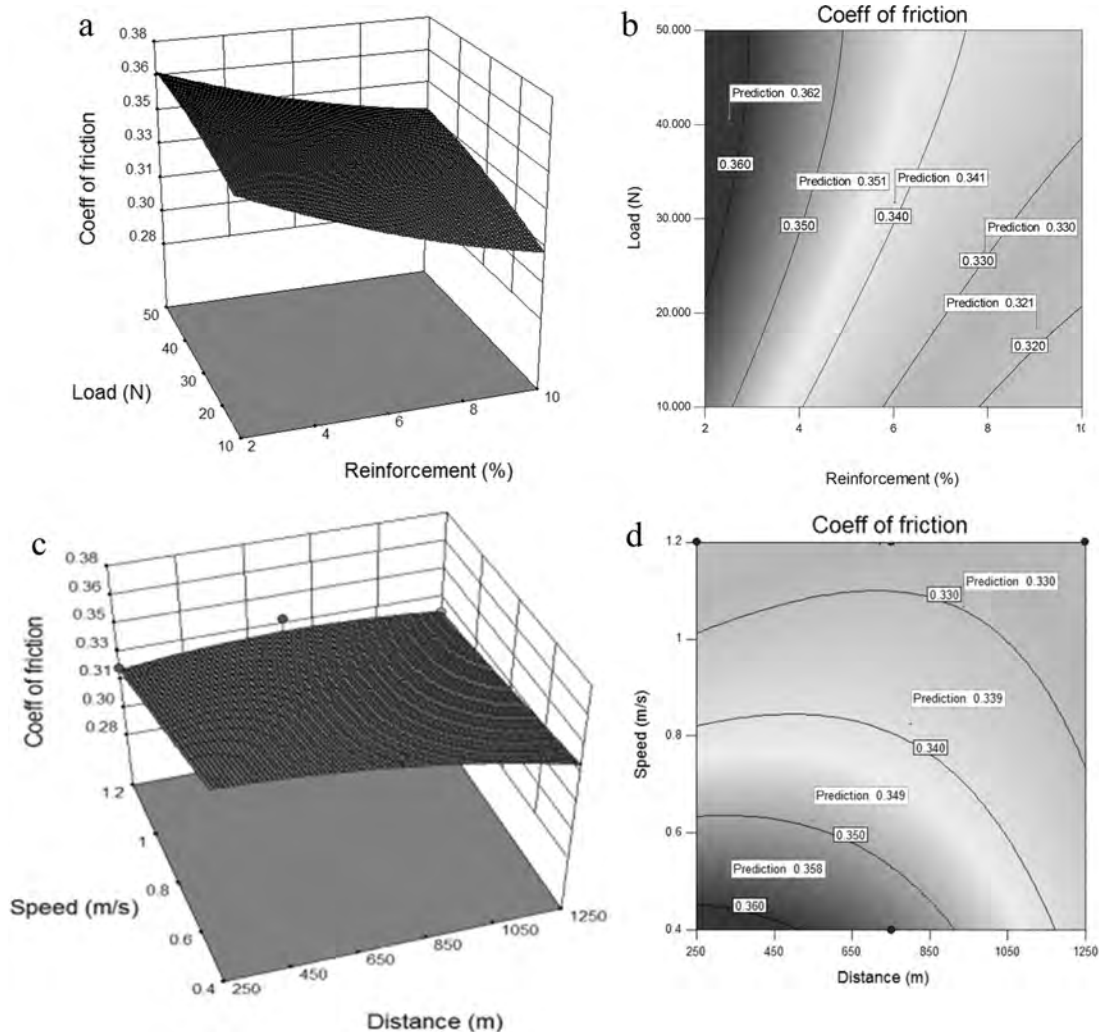 a
0.38
0.36
0.35
0.33
0.31
0.30
0.28
Coeff of friction
50
40
30
20
10
Load (N)
2
4
6
8
10
Reinforcement (%)
b
Coeff of friction
50.000
40.000
30.000
20.000
10.000
Load (N)
Prediction 0.362
0.360
Prediction 0.351
Prediction 0.341
0.350
0.340
Prediction 0.330
0.330
Prediction 0.321
0.320
2
4
6
8
10
Reinforcement (%)
c
0.38
0.36
0.35
0.33
0.31
0.30
0.28
Coeff of friction
1.2
1
0.8
0.6
0.4
Speed (m/s)
250
450
650
850
1050
1250
Distance (m)
d
Coeff of friction
1.2
1
0.8
0.6
0.4
Speed (m/s)
Prediction 0.330
0.330
Prediction 0.339
0.340
Prediction 0.349
0.350
Prediction 0.358
0.360
250
450
650
850
1050
1250
Distance (m)